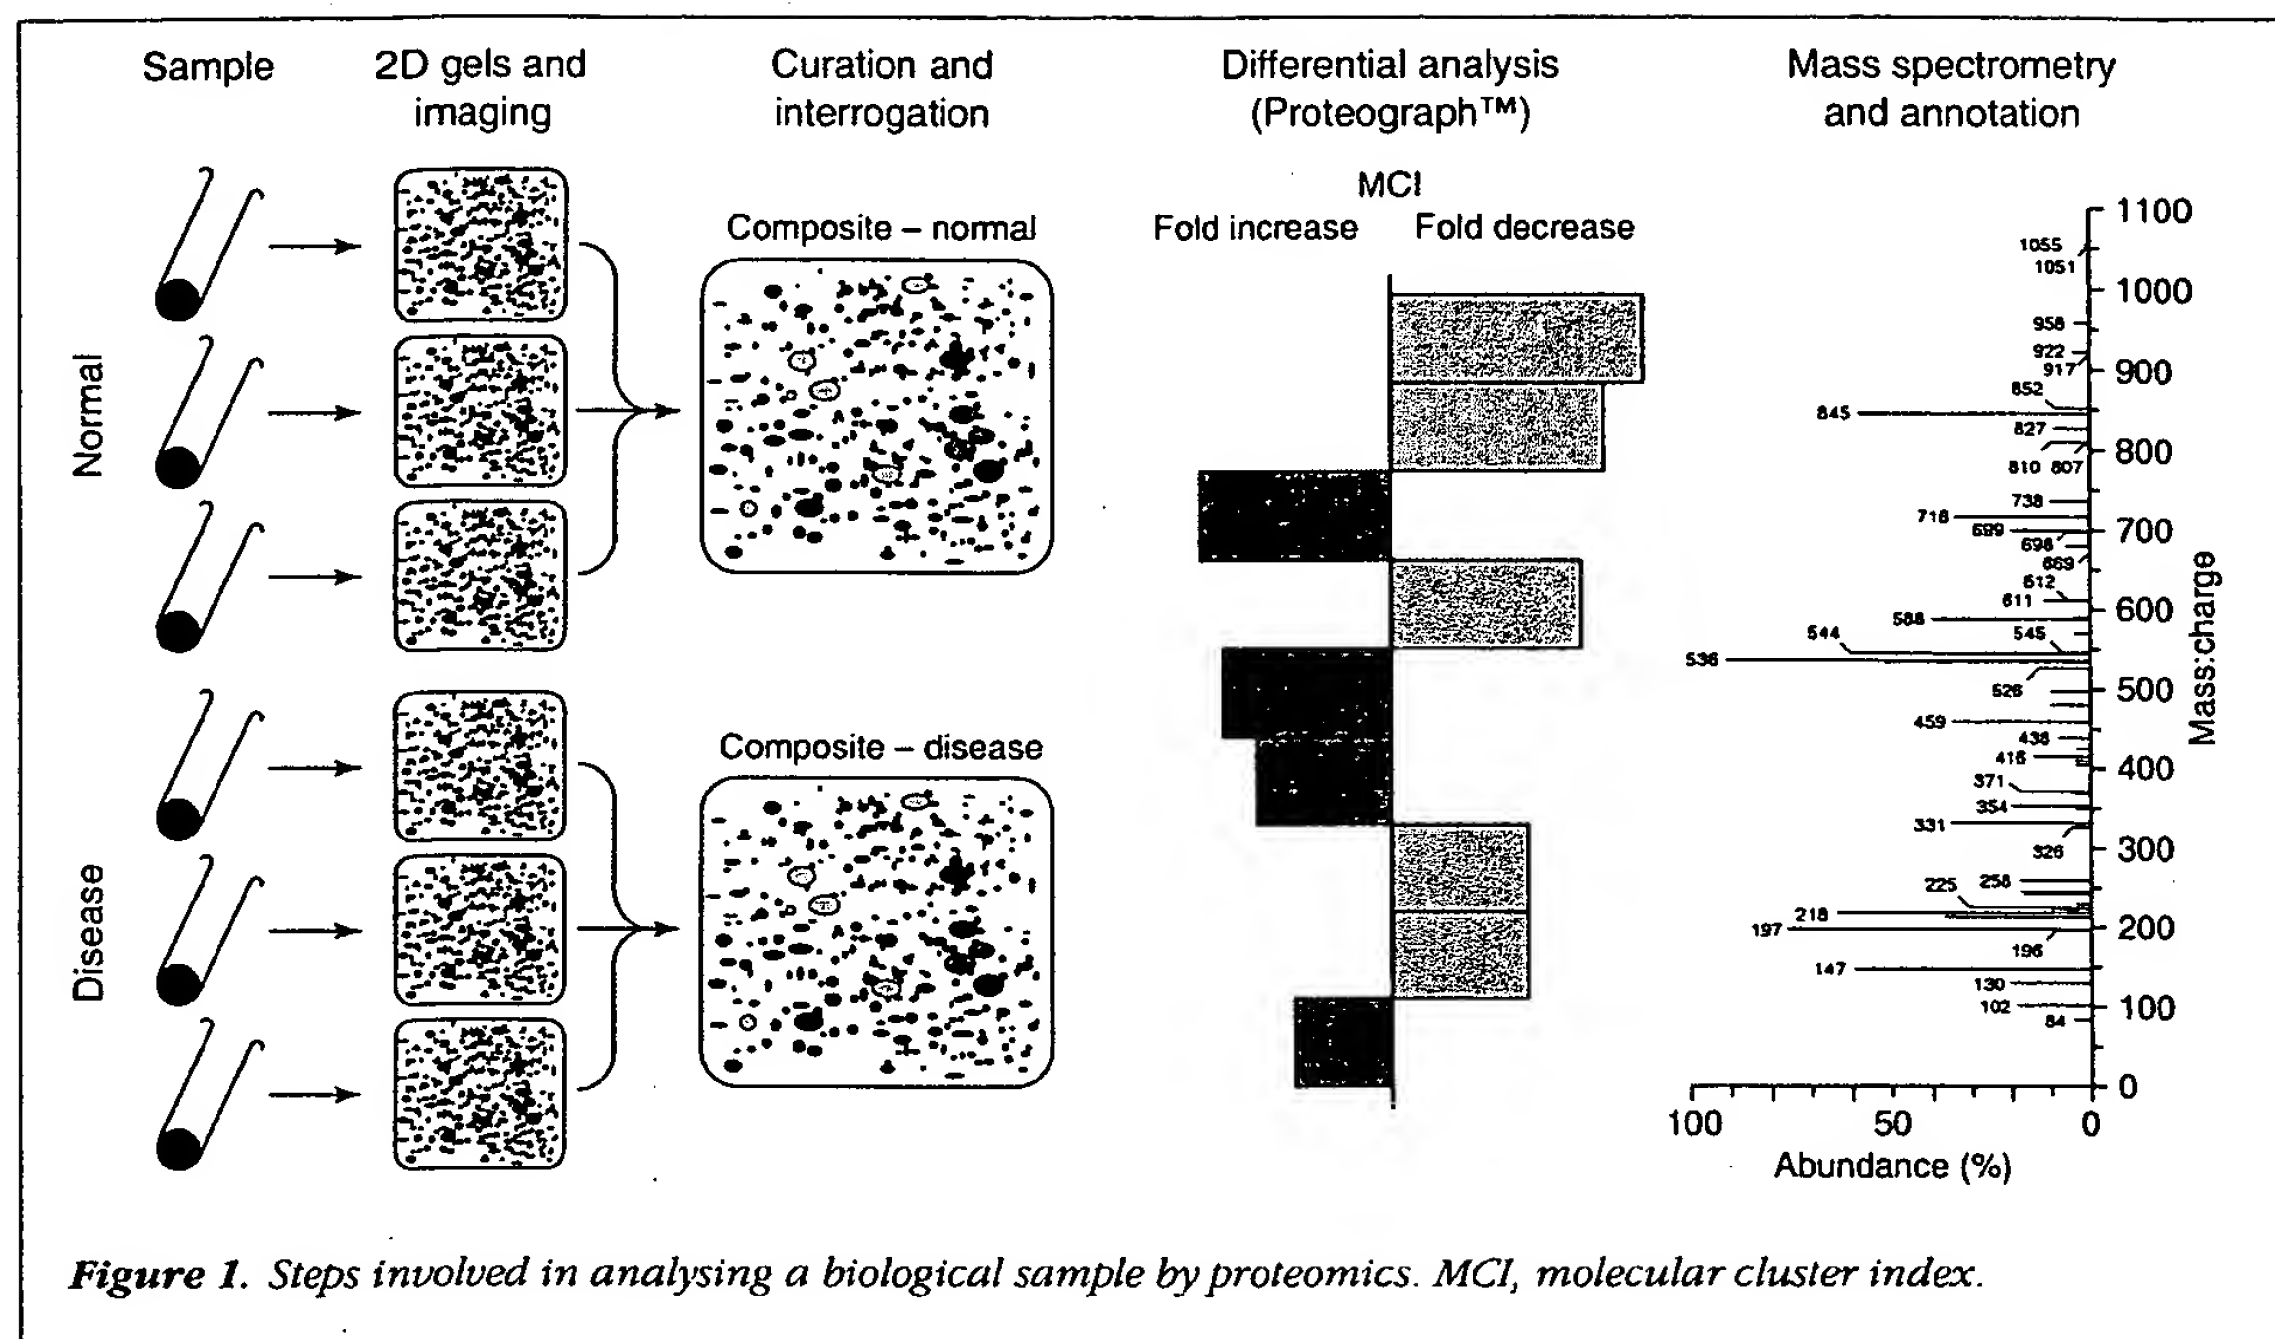 Sample
2D gels and
imaging
Curation and
interrogation
Differential analysis
(Proteograph™)
Mass spectrometry
and annotation
Normal
Disease
Composite – normal
Composite – disease
MCI
Fold increase
Fold decrease
1100
1000
900
800
700
600
500
400
300
200
100
0
Mass:charge
1055
1051
958
922
917
852
845
827
810
807
738
718
699
698
669
612
611
588
544
545
536
526
459
438
416
371
354
331
326
258
225
218
197
196
147
130
102
84
100
50
0
Abundance (%)
Figure 1. Steps involved in analysing a biological sample by proteomics. MCI, molecular cluster index.